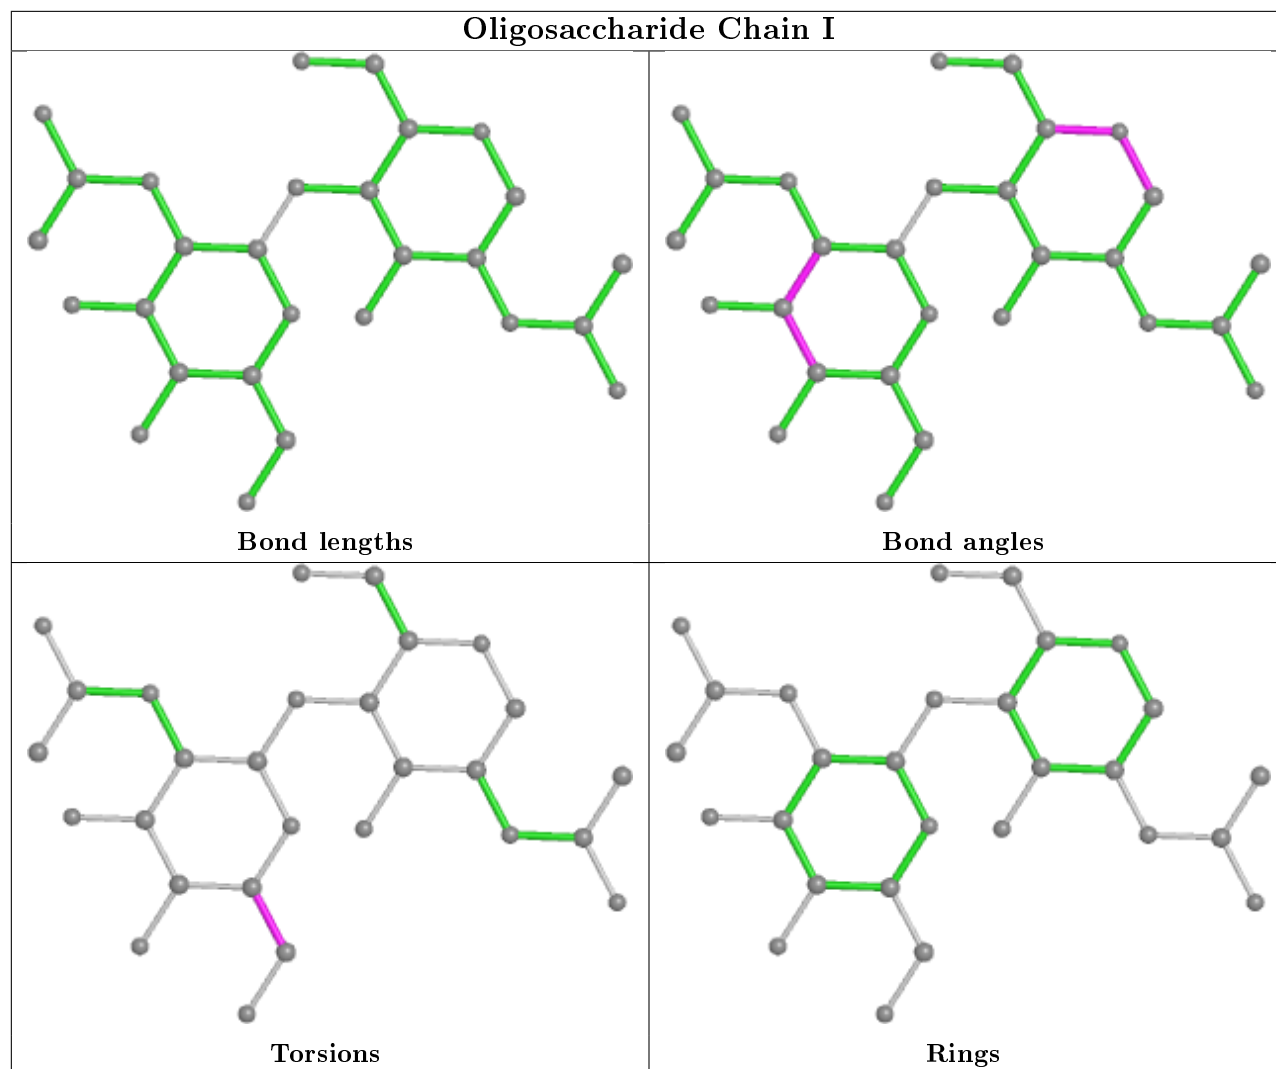 Oligosaccharide Chain I
Bond lengths
Bond angles
Torsions
Rings